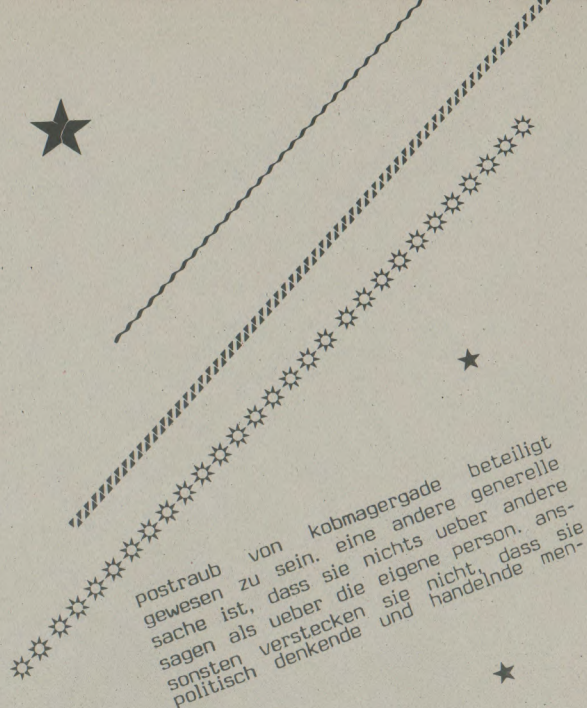 postraub von kobmagergade beteiligt
gewesen zu sein. eine andere generelle
sache ist, dass sie nichts ueber andere
sagen als ueber die eigene person. ans-
sonsten verstecken sie nicht, dass sie
politisch denkende und handelnde men-